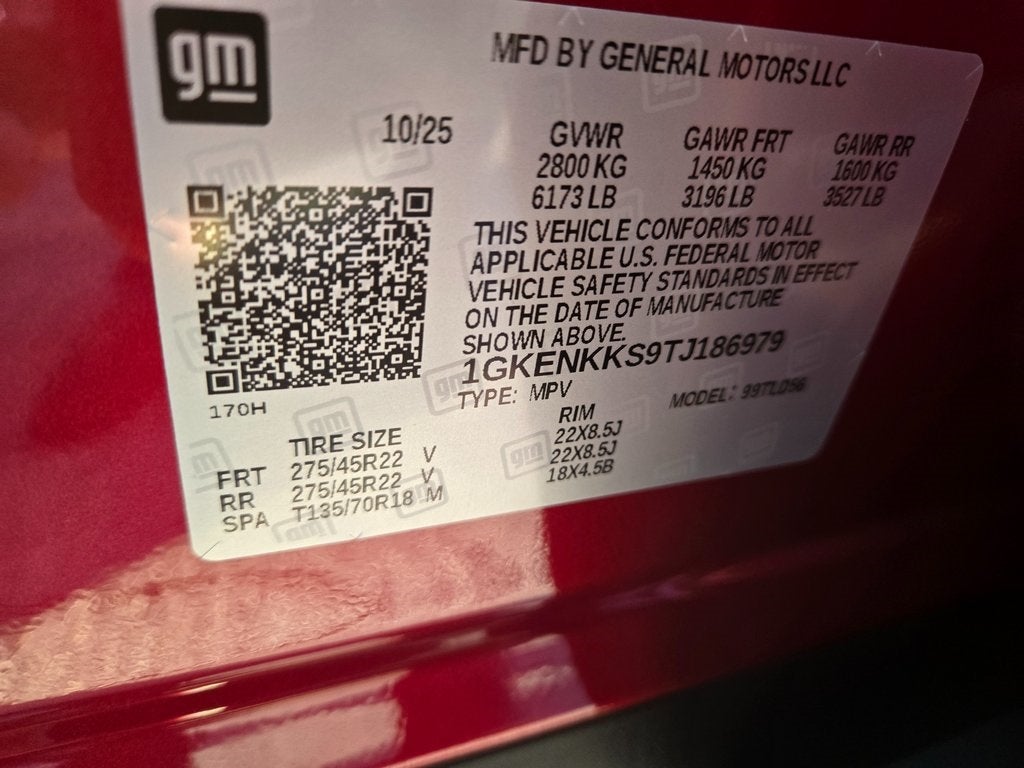 gm
MFD BY GENERAL MOTORS LLC
10/25 GVWR GAWR FRT GAWR RR
2800 KG 1450 KG 1600 KG
6173 LB 3196 LB 3527 LB
THIS VEHICLE CONFORMS TO ALL
APPLICABLE U.S. FEDERAL MOTOR
VEHICLE SAFETY STANDARDS IN EFFECT
ON THE DATE OF MANUFACTURE
SHOWN ABOVE.
1GKENKKS9TJ186979
TYPE: MPV MODEL:
170H
TIRE SIZE RIM
FRT 275/45R22 V 22X8.5J
RR 275/45R22 V 22X8.5J
SPA T135/70R18 M 18X4.5B